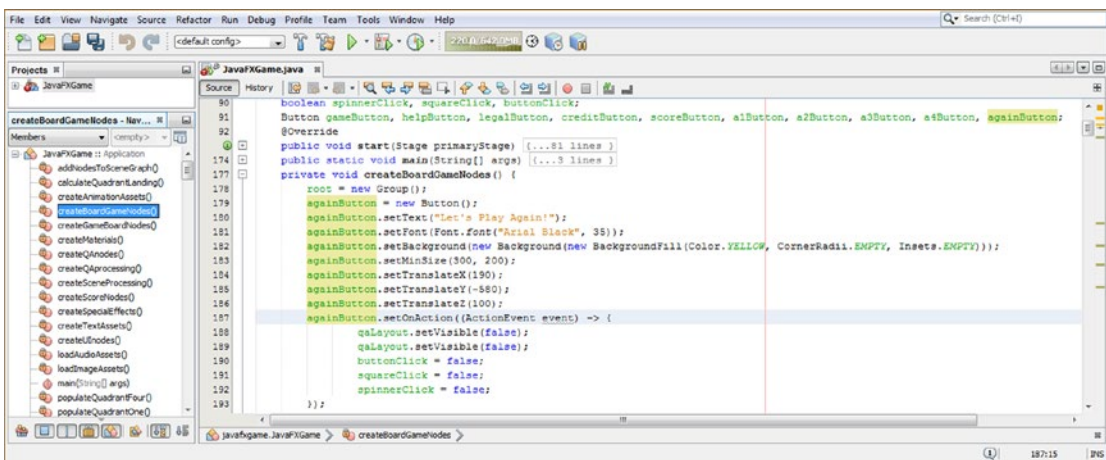 File Edit View Navigate Source Refactor Run Debug Profile Team Tools Window Help
Search (Ctrl+I)
<default config>
Projects
JavaFXGame
createBoardGameNodes - Nav...
Members <empty>
JavaFXGame :: Application
addNodesToSceneGraph()
calculateQuadrantLanding()
createAnimationAssets()
createBoardGameNodes()
createGameBoardNodes()
createMaterials()
createQAnodes()
createQAprocessing()
createSceneProcessing()
createScoreNodes()
createSpecialEffects()
createTextAssets()
createUInodes()
loadAudioAssets()
loadImageAssets()
main(String[] args)
populateQuadrantFour()
populateQuadrantOne()
JavaFXGame.java
Source History
90 boolean spinnerClick, squareClick, buttonClick;
91 Button gameButton, helpButton, legalButton, creditButton, scoreButton, a1Button, a2Button, a3Button, a4Button, againButton;
92 @Override
public void start(Stage primaryStage) {...81 lines }
174 public static void main(String[] args) {...3 lines }
177 private void createBoardGameNodes() {
178 root = new Group();
179 againButton = new Button();
180 againButton.setText("Let's Play Again!");
181 againButton.setFont(Font.font("Arial Black", 35));
182 againButton.setBackground(new Background(new BackgroundFill(Color.YELLOW, CornerRadii.EMPTY, Insets.EMPTY)));
183 againButton.setMinSize(300, 200);
184 againButton.setTranslateX(190);
185 againButton.setTranslateY(-580);
186 againButton.setTranslateZ(100);
187 againButton.setOnAction((ActionEvent event) -> {
188 qaLayout.setVisible(false);
189 qaLayout.setVisible(false);
190 buttonClick = false;
191 squareClick = false;
192 spinnerClick = false;
193 });
javafxgame.JavaFXGame createBoardGameNodes
187:15 INS